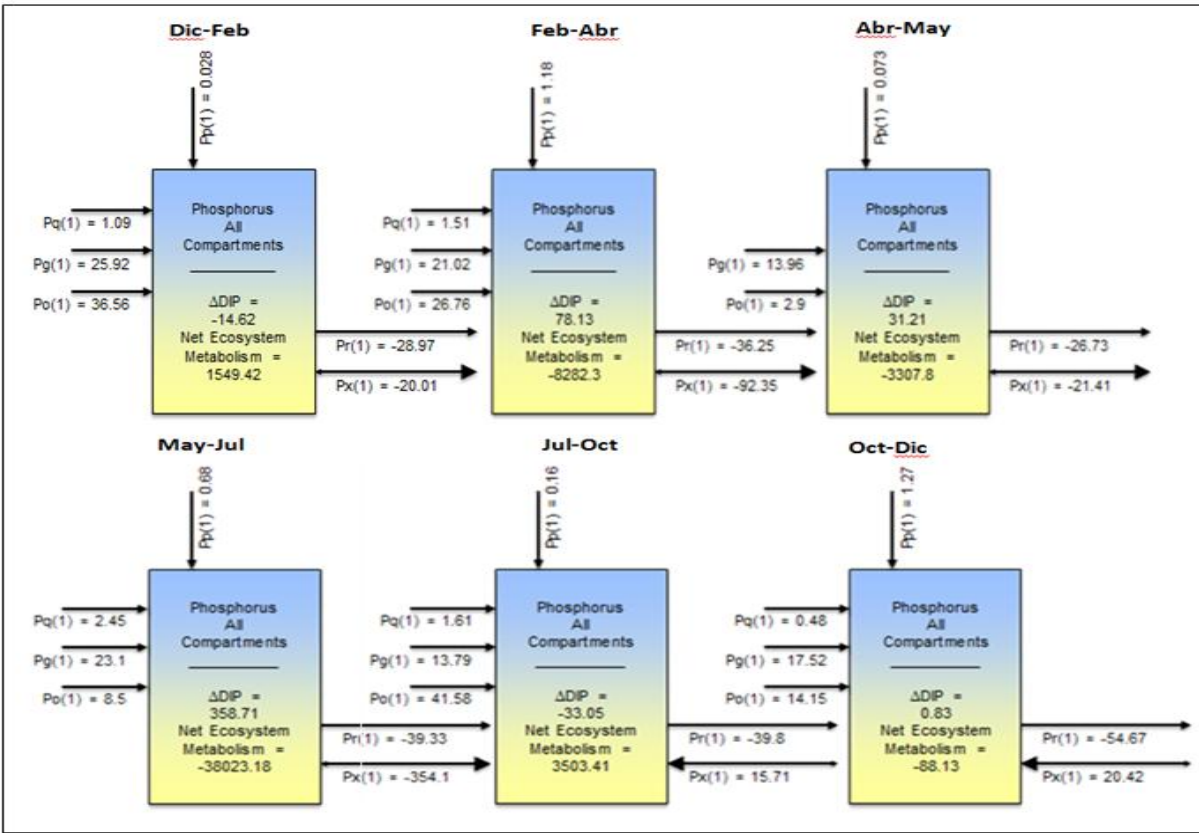 Dic-Feb
Pp(1) = 0.028
Pq(1) = 1.09
Pg(1) = 25.92
Po(1) = 36.56
Phosphorus
All
Compartments
ΔDIP =
-14.62
Net Ecosystem
Metabolism =
1549.42
Pr(1) = -28.97
Px(1) = -20.01
Feb-Abr
Pp(1) = 1.18
Pq(1) = 1.51
Pg(1) = 21.02
Po(1) = 26.76
Phosphorus
All
Compartments
ΔDIP =
78.13
Net Ecosystem
Metabolism =
-8282.3
Pr(1) = -36.25
Px(1) = -92.35
Abr-May
Pp(1) = 0.073
Pg(1) = 13.96
Po(1) = 2.9
Phosphorus
All
Compartments
ΔDIP =
31.21
Net Ecosystem
Metabolism =
-3307.8
Pr(1) = -26.73
Px(1) = -21.41
May-Jul
Pp(1) = 0.68
Pq(1) = 2.45
Pg(1) = 23.1
Po(1) = 8.5
Phosphorus
All
Compartments
ΔDIP =
358.71
Net Ecosystem
Metabolism =
-38023.18
Pr(1) = -39.33
Px(1) = -354.1
Jul-Oct
Pp(1) = 0.16
Pq(1) = 1.61
Pg(1) = 13.79
Po(1) = 41.58
Phosphorus
All
Compartments
ΔDIP =
-33.05
Net Ecosystem
Metabolism =
3503.41
Pr(1) = -39.8
Px(1) = 15.71
Oct-Dic
Pp(1) = 1.27
Pq(1) = 0.48
Pg(1) = 17.52
Po(1) = 14.15
Phosphorus
All
Compartments
ΔDIP =
0.83
Net Ecosystem
Metabolism =
-88.13
Pr(1) = -54.67
Px(1) = 20.42